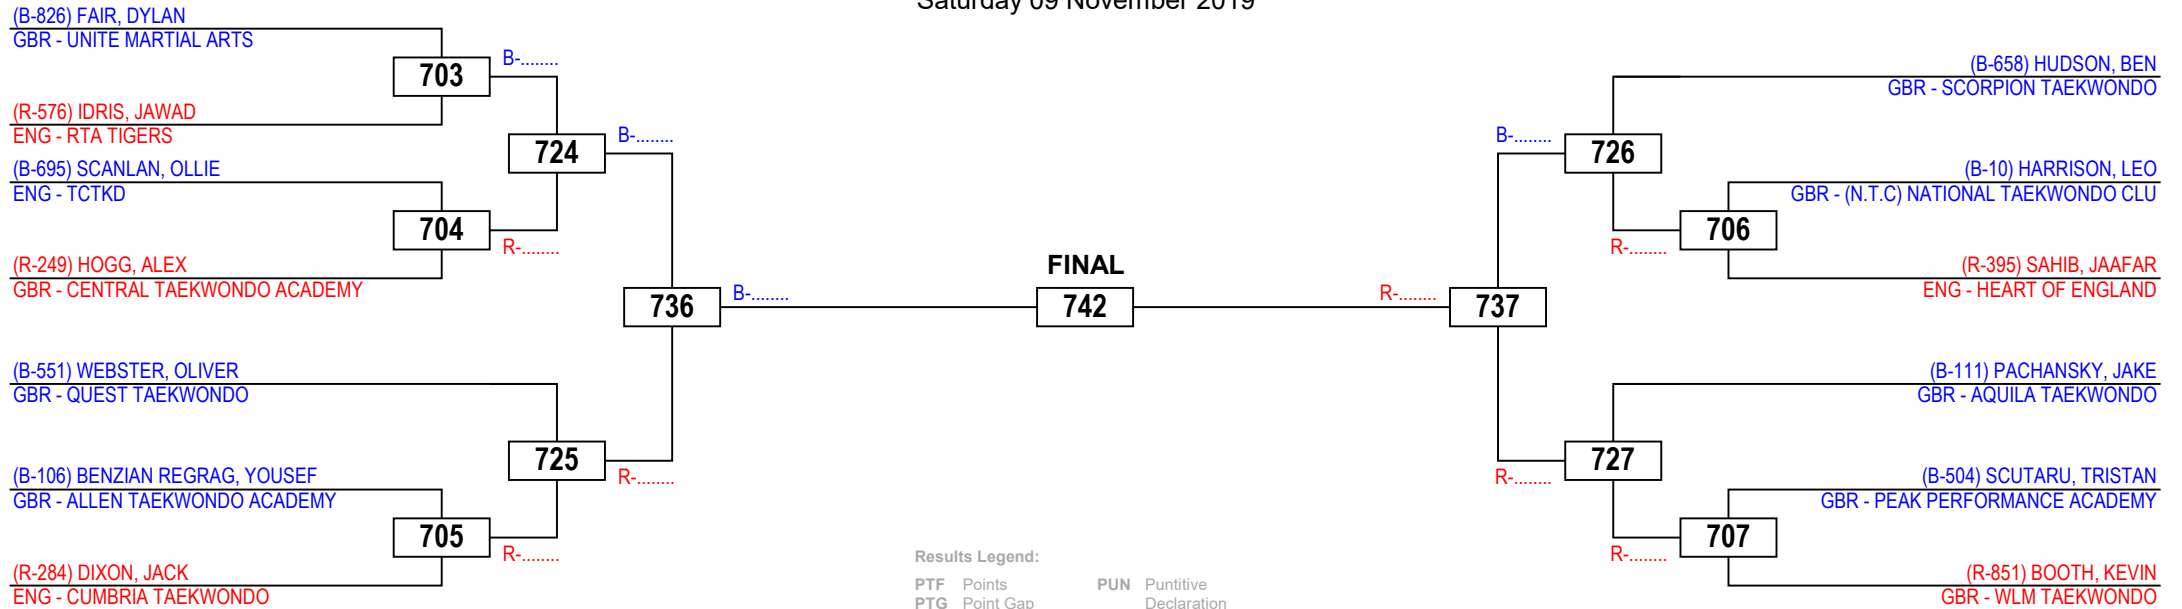 Saturday 09 November 2019
(B-826) FAIR, DYLAN
GBR - UNITE MARTIAL ARTS
703
B-........
(R-576) IDRIS, JAWAD
ENG - RTA TIGERS
724
B-........
(B-695) SCANLAN, OLLIE
ENG - TCTKD
704
R-........
(R-249) HOGG, ALEX
GBR - CENTRAL TAEKWONDO ACADEMY
736
B-........
(B-551) WEBSTER, OLIVER
GBR - QUEST TAEKWONDO
725
R-........
(B-106) BENZIAN REGRAG, YOUSEF
GBR - ALLEN TAEKWONDO ACADEMY
705
R-........
(R-284) DIXON, JACK
ENG - CUMBRIA TAEKWONDO
FINAL
742
(B-658) HUDSON, BEN
GBR - SCORPION TAEKWONDO
B-........
726
(B-10) HARRISON, LEO
GBR - (N.T.C) NATIONAL TAEKWONDO CLU
706
R-........
(R-395) SAHIB, JAAFAR
ENG - HEART OF ENGLAND
R-........
737
(B-111) PACHANSKY, JAKE
GBR - AQUILA TAEKWONDO
727
R-........
(B-504) SCUTARU, TRISTAN
GBR - PEAK PERFORMANCE ACADEMY
707
R-........
(R-851) BOOTH, KEVIN
GBR - WLM TAEKWONDO
Results Legend:
PTF Points PUN Puntitive
PTG Point Gap Declaration